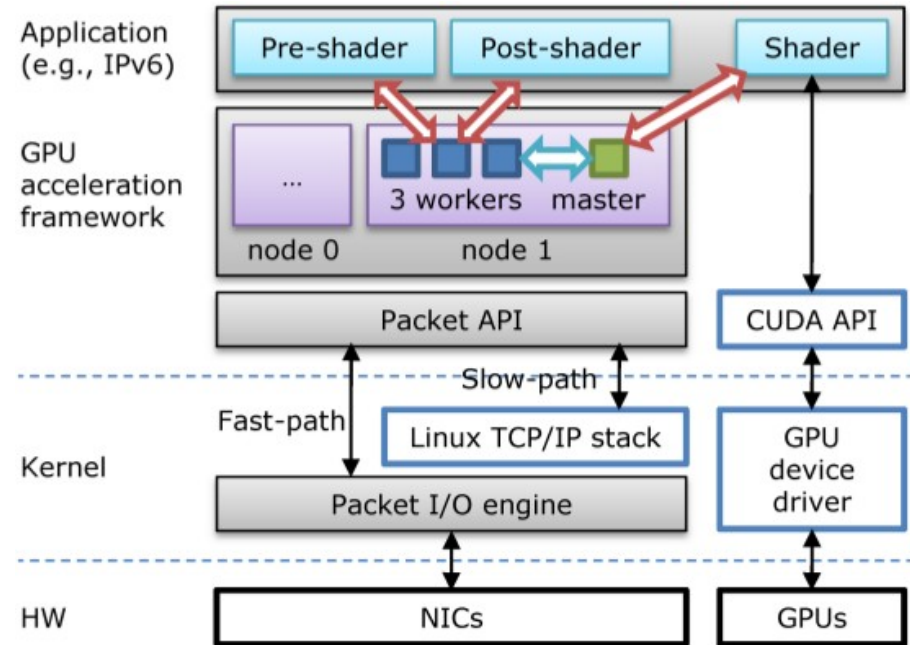 Application
(e.g., IPv6)
Pre-shader
Post-shader
Shader
GPU
acceleration
framework
...
3 workers
master
node 0
node 1
Packet API
CUDA API
Slow-path
Fast-path
Linux TCP/IP stack
GPU
device
driver
Kernel
Packet I/O engine
HW
NICs
GPUs